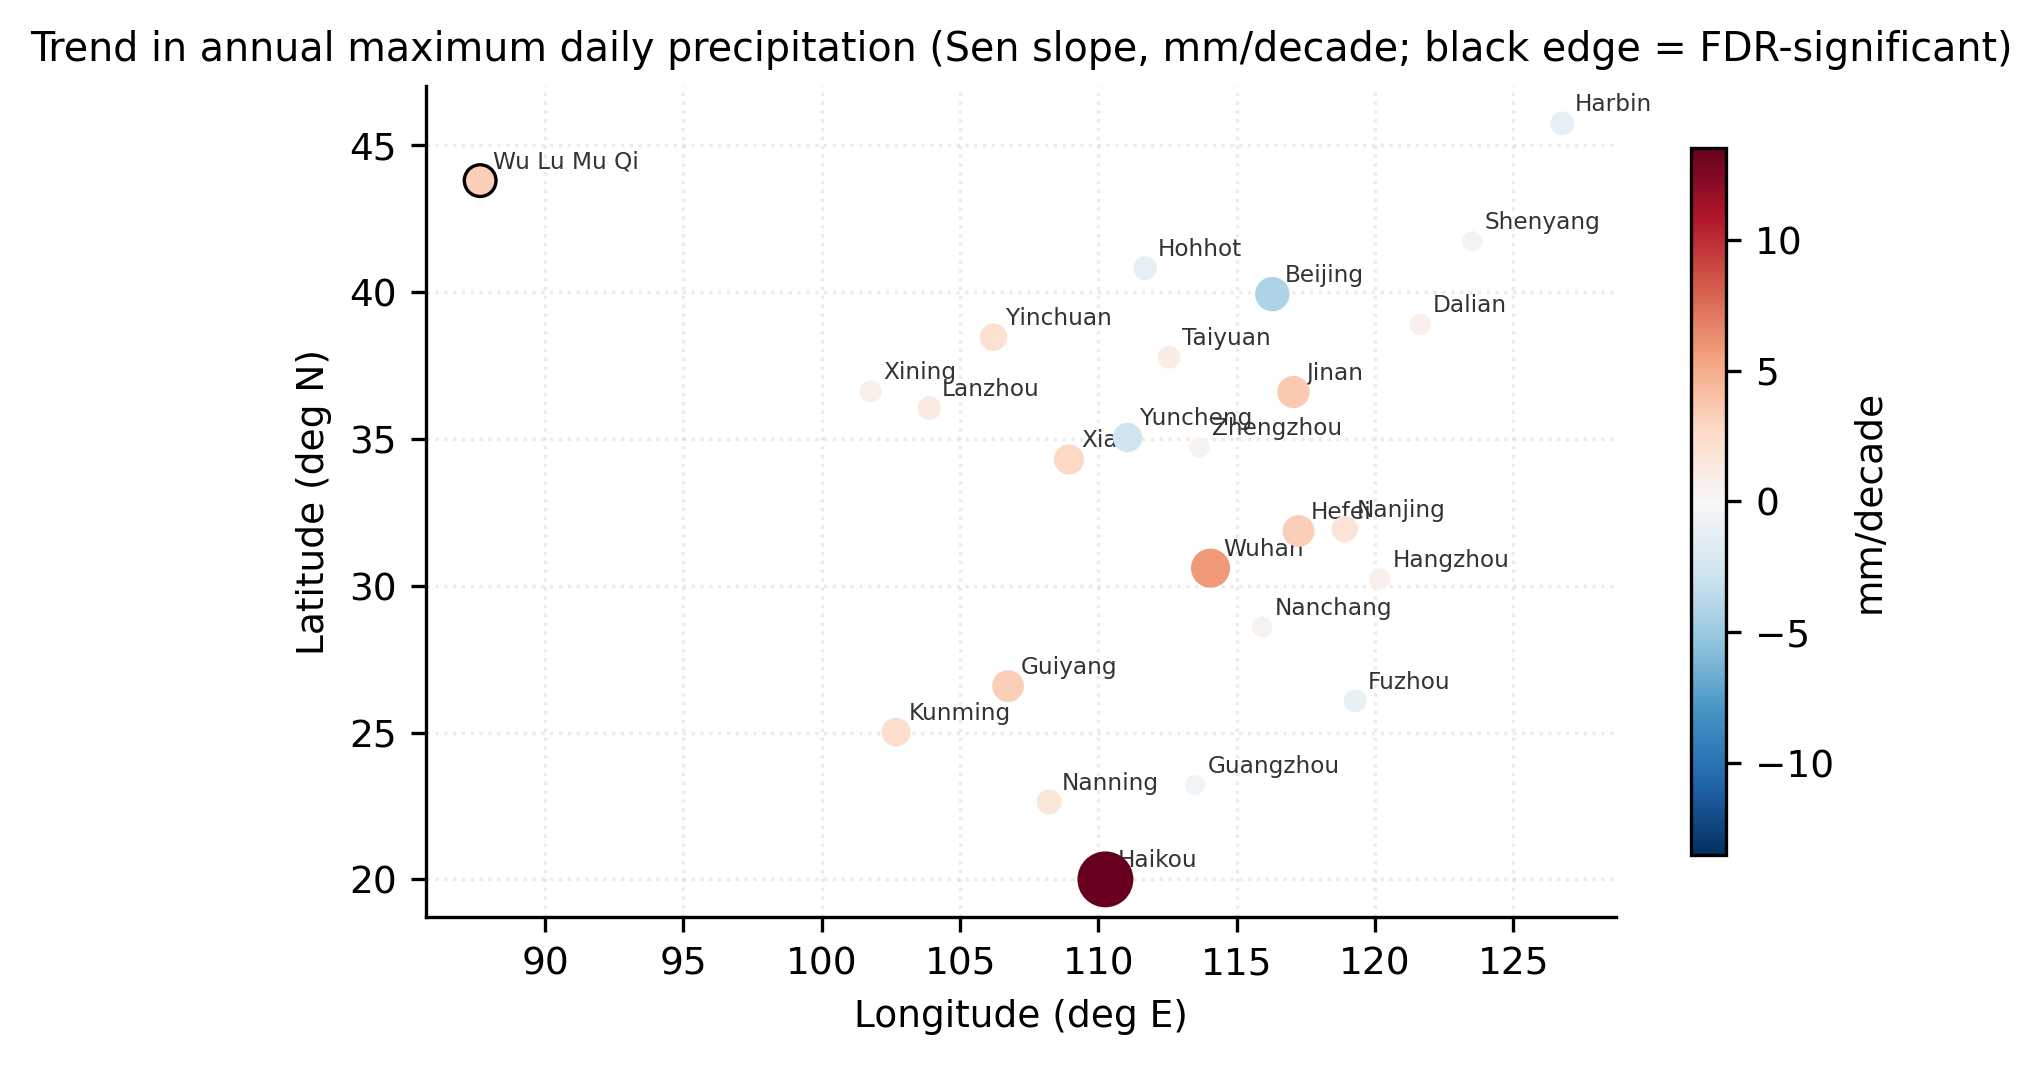 Trend in annual maximum daily precipitation (Sen slope, mm/decade; black edge = FDR-significant)
Harbin
Wu Lu Mu Qi
Shenyang
Hohhot
Beijing
Dalian
Yinchuan
Taiyuan
Xining
Lanzhou
Jinan
Yuncheng
Zhengzhou
Hefei
Nanjing
Wuhan
Hangzhou
Nanchang
Guiyang
Fuzhou
Kunming
Guangzhou
Nanning
Haikou
45
40
35
30
25
20
Latitude (deg N)
90
95
100
105
110
115
120
125
Longitude (deg E)
10
5
0
−5
−10
mm/decade